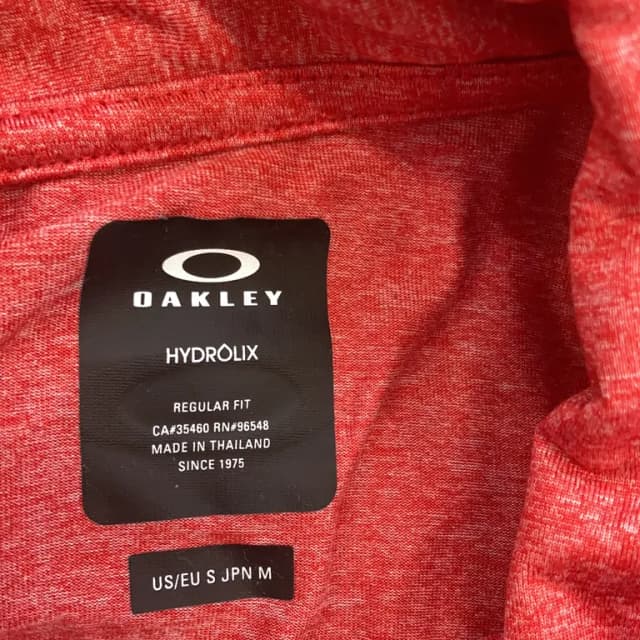 OAKLEY
HYDROLIX
REGULAR FIT
CA#35460 RN#96548
MADE IN THAILAND
SINCE 1975
US/EU S JPN M